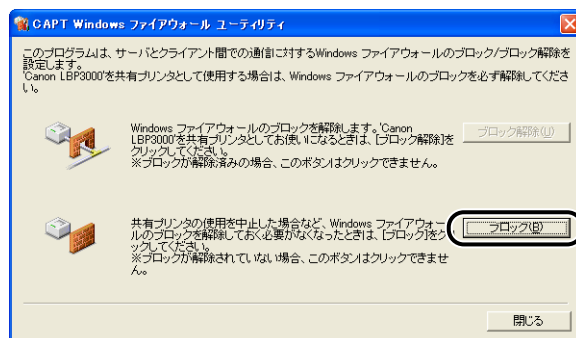 CAPT Windows ファイアウォール ユーティリティ
このプログラムは、サーバとクライアント間での通信に対するWindows ファイアウォールのブロック/ブロック解除を
設定します。
'Canon LBP3000'を共有プリンタとして使用する場合は、Windows ファイアウォールのブロックを必ず解除してくださ
い。
Windows ファイアウォールのブロックを解除します。'Canon
LBP3000'を共有プリンタとしてお使いになるときは、[ブロック解除]を
クリックしてください。
※ブロックが解除済みの場合、このボタンはクリックできません。
ブロック解除(U)
共有プリンタの使用を中止した場合など、Windows ファイアウォー
ルのブロックを解除しておく必要がなくなったときは、[ブロック]をク
ックしてください。
※ブロックが解除されていない場合、このボタンはクリックできませ
ん。
ブロック(B)
閉じる